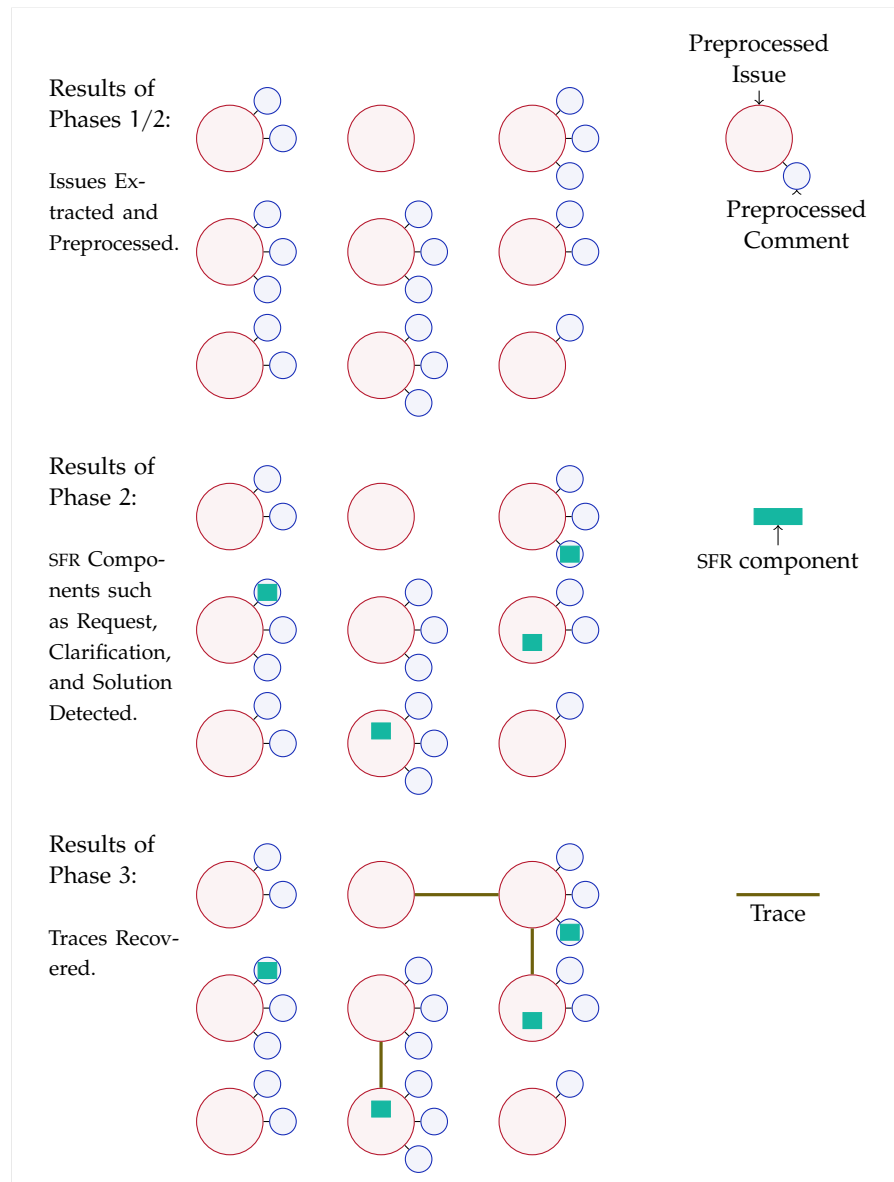 Results of
Phases 1/2:
Issues Ex-
tracted and
Preprocessed.
Preprocessed
Issue
Preprocessed
Comment
Results of
Phase 2:
SFR Compo-
nents such
as Request,
Clarification,
and Solution
Detected.
SFR component
Results of
Phase 3:
Traces Recov-
ered.
Trace